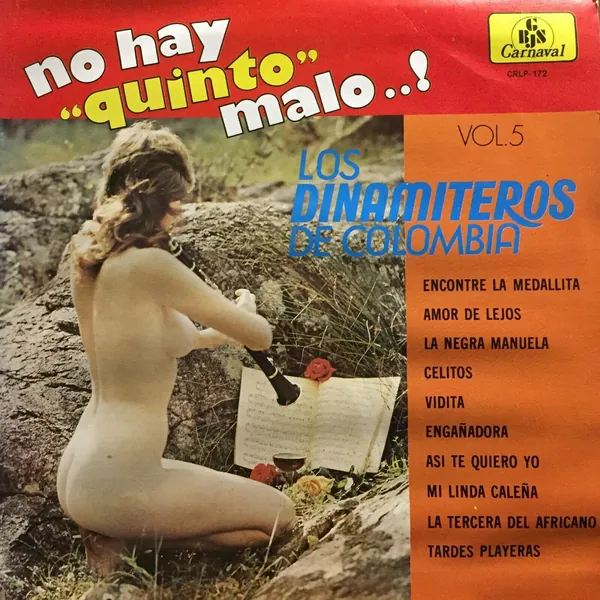 no hay
“quinto”
malo..!
G
BJS
Carnaval
CRLP-172
VOL.5
LOS
DINAMITEROS
DE COLOMBIA
ENCONTRE LA MEDALLITA
AMOR DE LEJOS
LA NEGRA MANUELA
CELITOS
VIDITA
ENGAÑADORA
ASI TE QUIERO YO
MI LINDA CALEÑA
LA TERCERA DEL AFRICANO
TARDES PLAYERAS